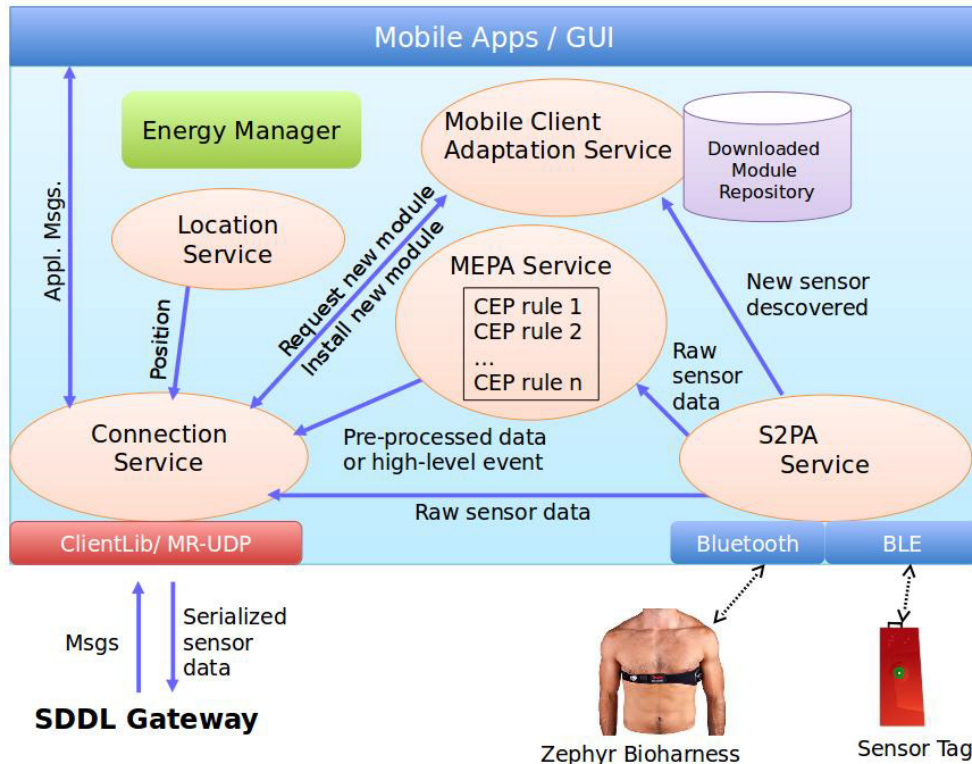 Mobile Apps / GUI
Energy Manager
Mobile Client
Adaptation Service
Downloaded
Module
Repository
Appl. Msgs.
Location
Service
Request new module
Install new module
MEPA Service
CEP rule 1
CEP rule 2
...
CEP rule n
New sensor
descovered
Position
Raw
sensor
data
Connection
Service
Pre-processed data
or high-level event
S2PA
Service
Raw sensor data
ClientLib/ MR-UDP
Bluetooth
BLE
Msgs
Serialized
sensor
data
SDDL Gateway
Zephyr Bioharness
Sensor Tag